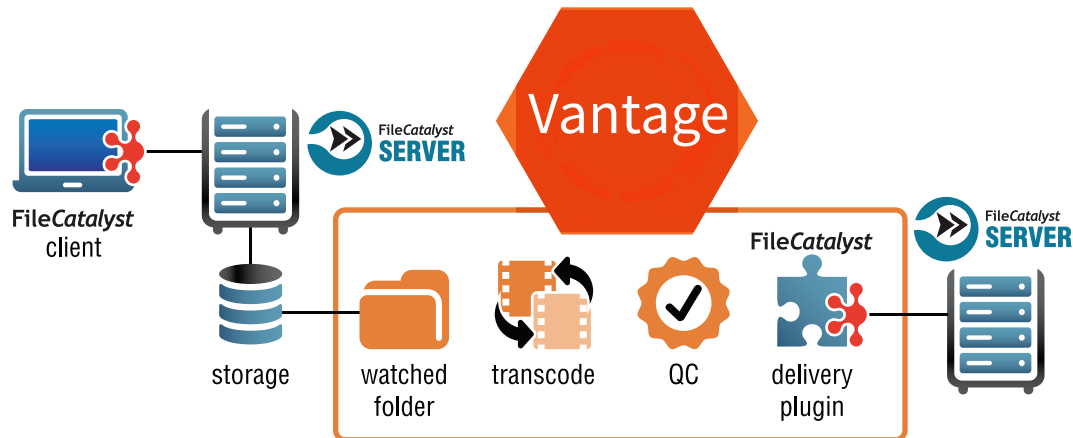 Vantage
FileCatalyst
SERVER
FileCatalyst
client
FileCatalyst
SERVER
FileCatalyst
storage
watched
folder
transcode
QC
delivery
plugin